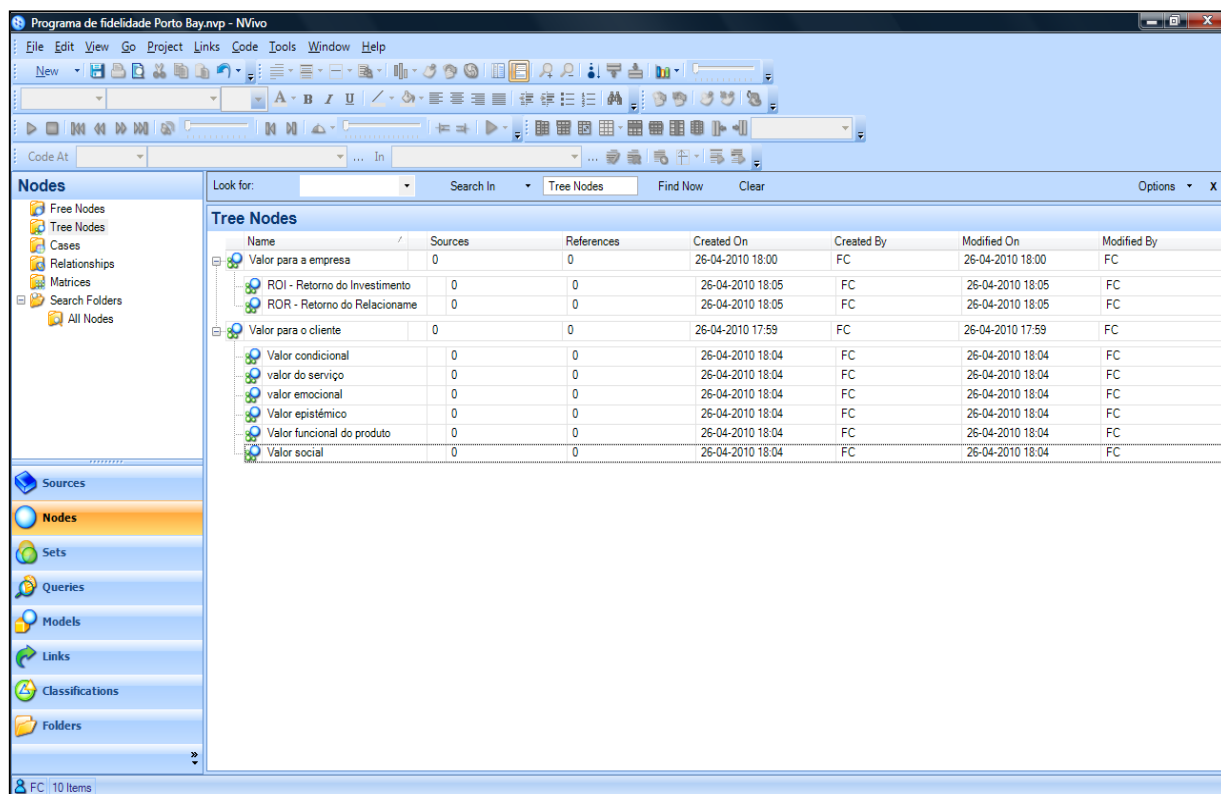 Programa de fidelidade Porto Bay.nvp - NVivo
File Edit View Go Project Links Code Tools Window Help
New
A B I U
Code At ... In ...
Nodes
Free Nodes
Tree Nodes
Cases
Relationships
Matrices
Search Folders
All Nodes
Sources
Nodes
Sets
Queries
Models
Links
Classifications
Folders
Look for: Search In Tree Nodes Find Now Clear Options X
Tree Nodes
Name Sources References Created On Created By Modified On Modified By
Valor para a empresa 0 0 26-04-2010 18:00 FC 26-04-2010 18:00 FC
ROI - Retorno do Investimento 0 0 26-04-2010 18:05 FC 26-04-2010 18:05 FC
ROR - Retorno do Relacioname 0 0 26-04-2010 18:05 FC 26-04-2010 18:05 FC
Valor para o cliente 0 0 26-04-2010 17:59 FC 26-04-2010 17:59 FC
Valor condicional 0 0 26-04-2010 18:04 FC 26-04-2010 18:04 FC
valor do serviço 0 0 26-04-2010 18:04 FC 26-04-2010 18:04 FC
valor emocional 0 0 26-04-2010 18:04 FC 26-04-2010 18:04 FC
Valor epistémico 0 0 26-04-2010 18:04 FC 26-04-2010 18:04 FC
Valor funcional do produto 0 0 26-04-2010 18:04 FC 26-04-2010 18:04 FC
Valor social 0 0 26-04-2010 18:04 FC 26-04-2010 18:04 FC
FC 10 Items